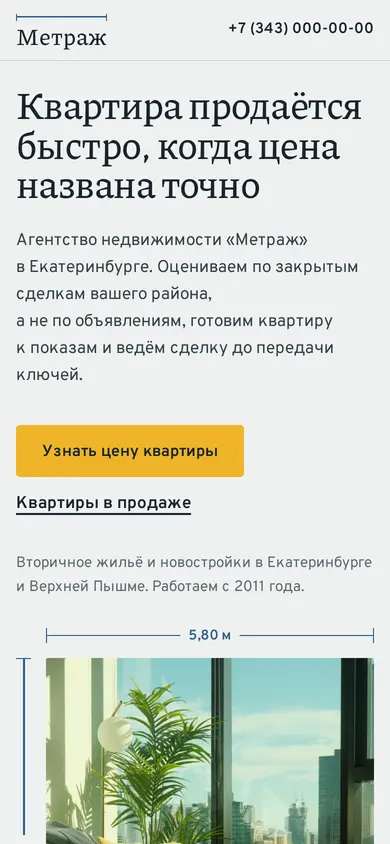 Метраж
+7 (343) 000-00-00
Квартира продаётся
быстро, когда цена
названа точно
Агентство недвижимости «Метраж»
в Екатеринбурге. Оцениваем по закрытым
сделкам вашего района,
а не по объявлениям, готовим квартиру
к показам и ведём сделку до передачи
ключей.
Узнать цену квартиры
Квартиры в продаже
Вторичное жильё и новостройки в Екатеринбурге
и Верхней Пышме. Работаем с 2011 года.
5,80 м